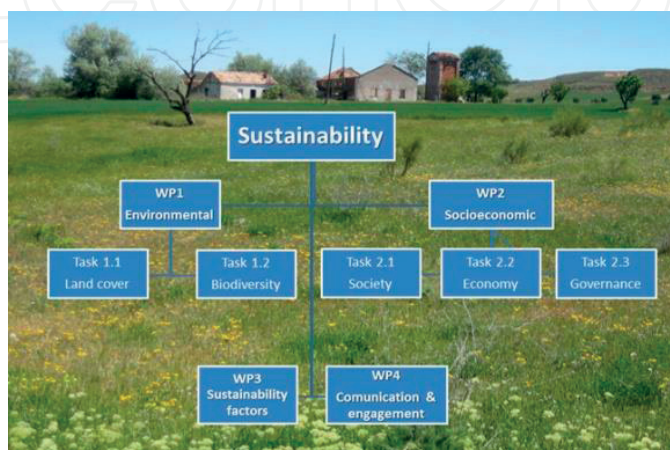 Sustainability
WP1
Environmental
WP2
Socioeconomic
Task 1.1
Land cover
Task 1.2
Biodiversity
Task 2.1
Society
Task 2.2
Economy
Task 2.3
Governance
WP3
Sustainability
factors
WP4
Comunication &
engagement